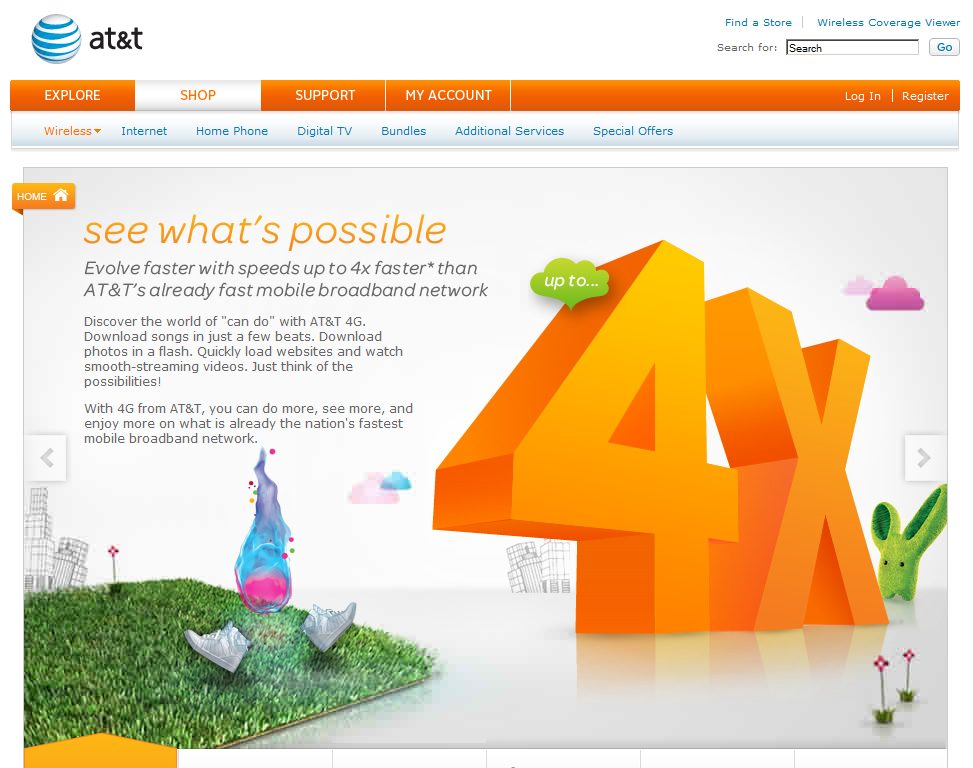 at&t
Find a Store
Wireless Coverage Viewer
Search for:
Search
Go
EXPLORE
SHOP
SUPPORT
MY ACCOUNT
Log In
Register
Wireless
Internet
Home Phone
Digital TV
Bundles
Additional Services
Special Offers
HOME
see what's possible
Evolve faster with speeds up to 4x faster* than
AT&T's already fast mobile broadband network
Discover the world of "can do" with AT&T 4G.
Download songs in just a few beats. Download
photos in a flash. Quickly load websites and watch
smooth-streaming videos. Just think of the
possibilities!
With 4G from AT&T, you can do more, see more, and
enjoy more on what is already the nation's fastest
mobile broadband network.
up to...
4X